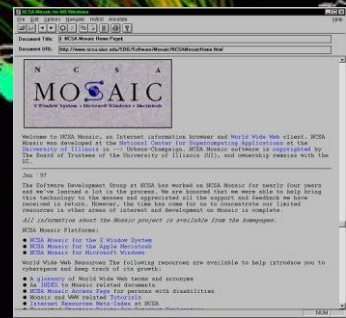 NCSA Mosaic for MS Windows
File Edit Options Navigate Hotlist Annotate Help
Document Title: NCSA Mosaic Home Page
Document URL: http://www.ncsa.uiuc.edu/SDG/Software/Mosaic/NCSAMosaicHome.html
N C S A
MOSAIC
X Window System • Microsoft Windows • Macintosh
Welcome to NCSA Mosaic, an Internet information browser and World Wide Web client. NCSA
Mosaic was developed at the National Center for Supercomputing Applications at the
University of Illinois in --> Urbana-Champaign. NCSA Mosaic software is copyrighted by
The Board of Trustees of the University of Illinois (UI), and ownership remains with the
UI.
Jan '97
The Software Development Group at NCSA has worked on NCSA Mosaic for nearly four years
and we've learned a lot in the process. We are honored that we were able to help bring
this technology to the masses and appreciated all the support and feedback we have
received in return. However, the time has come for us to concentrate our limited
resources in other areas of interest and development on Mosaic is complete.
All information about the Mosaic project is available from the homepages.
NCSA Mosaic Platforms:
● NCSA Mosaic for the X Window System
● NCSA Mosaic for the Apple Macintosh
● NCSA Mosaic for Microsoft Windows
World Wide Web Resources The following resources are available to help introduce you to
cyberspace and keep track of its growth:
● A glossary of World Wide Web terms and acronyms
● An INDEX to Mosaic related documents
● NCSA Mosaic Access Page for persons with disabilities
● Mosaic and WWW related Tutorials
● Internet Resources Meta-Index at NCSA
NUM